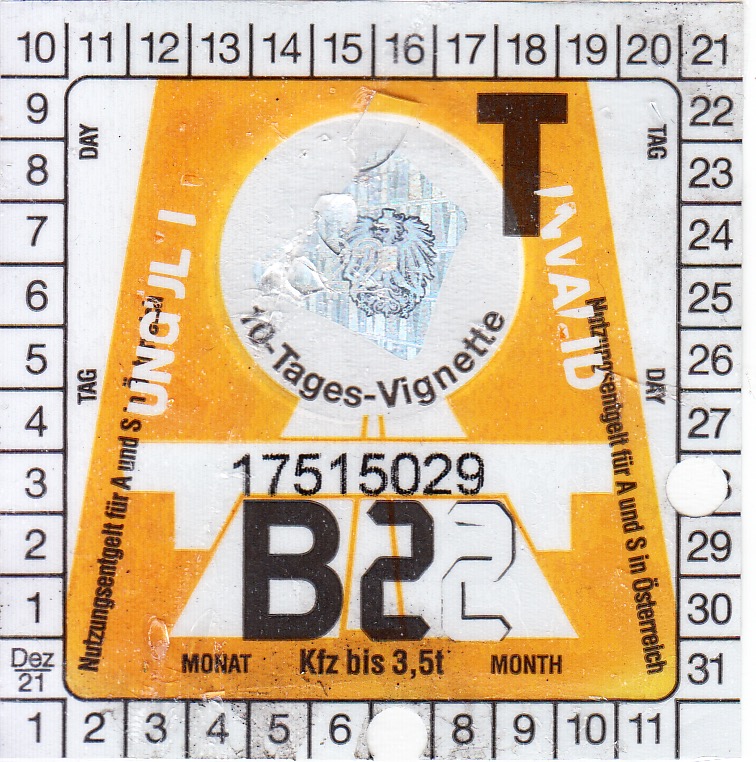 10 11 12 13 14 15 16 17 18 19 20 21
9 22
8 23
7 24
6 25
5 26
4 27
3
2 29
1 30
Dez 21 31
1 2 3 4 5 6 8 9 10 11
DAY
TAG
TAG
DAY
T
INVALID
10-Tages-Vignette
17515029
B22
MONAT Kfz bis 3,5t MONTH
Nutzungsentgelt für A und S
Nutzungsentgelt für A und S in Österreich